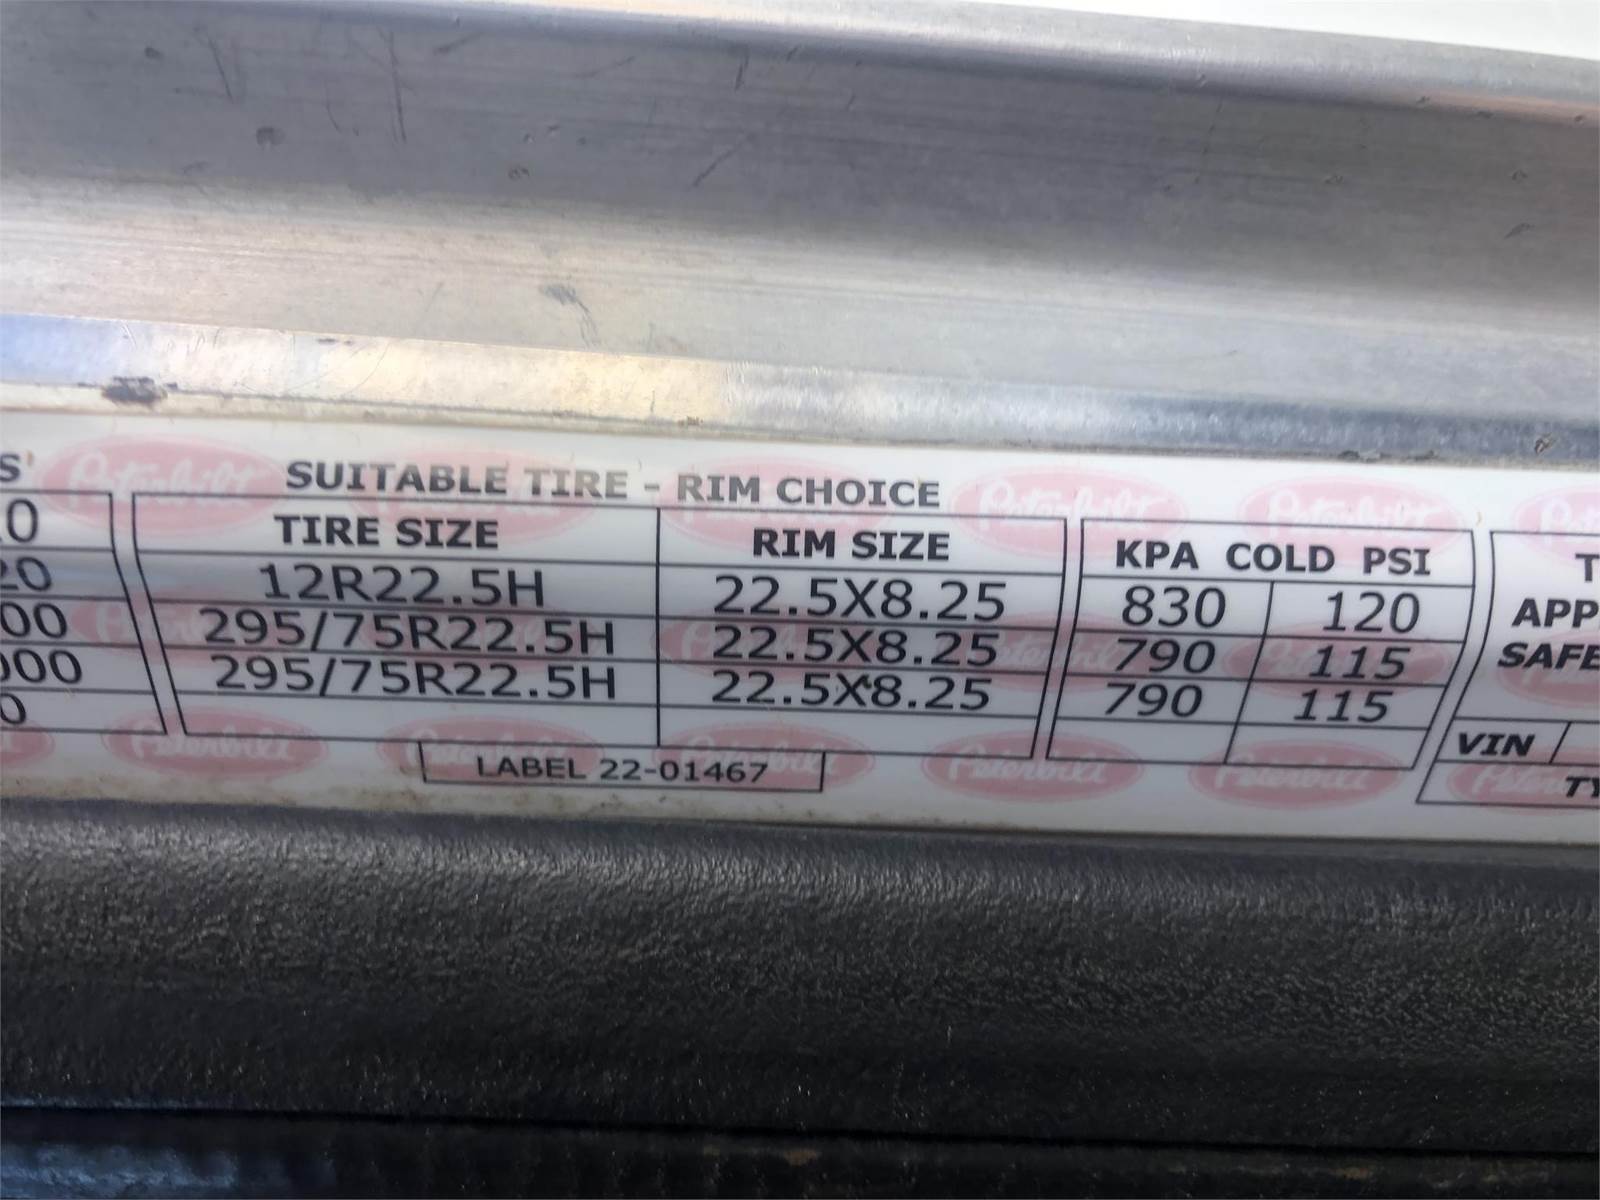 SUITABLE TIRE - RIM CHOICE
TIRE SIZE RIM SIZE KPA COLD PSI
12R22.5H 22.5X8.25 830 120
295/75R22.5H 22.5X8.25 790 115
295/75R22.5H 22.5X8.25 790 115
SAFE
VIN
LABEL 22-01467
Peterbilt